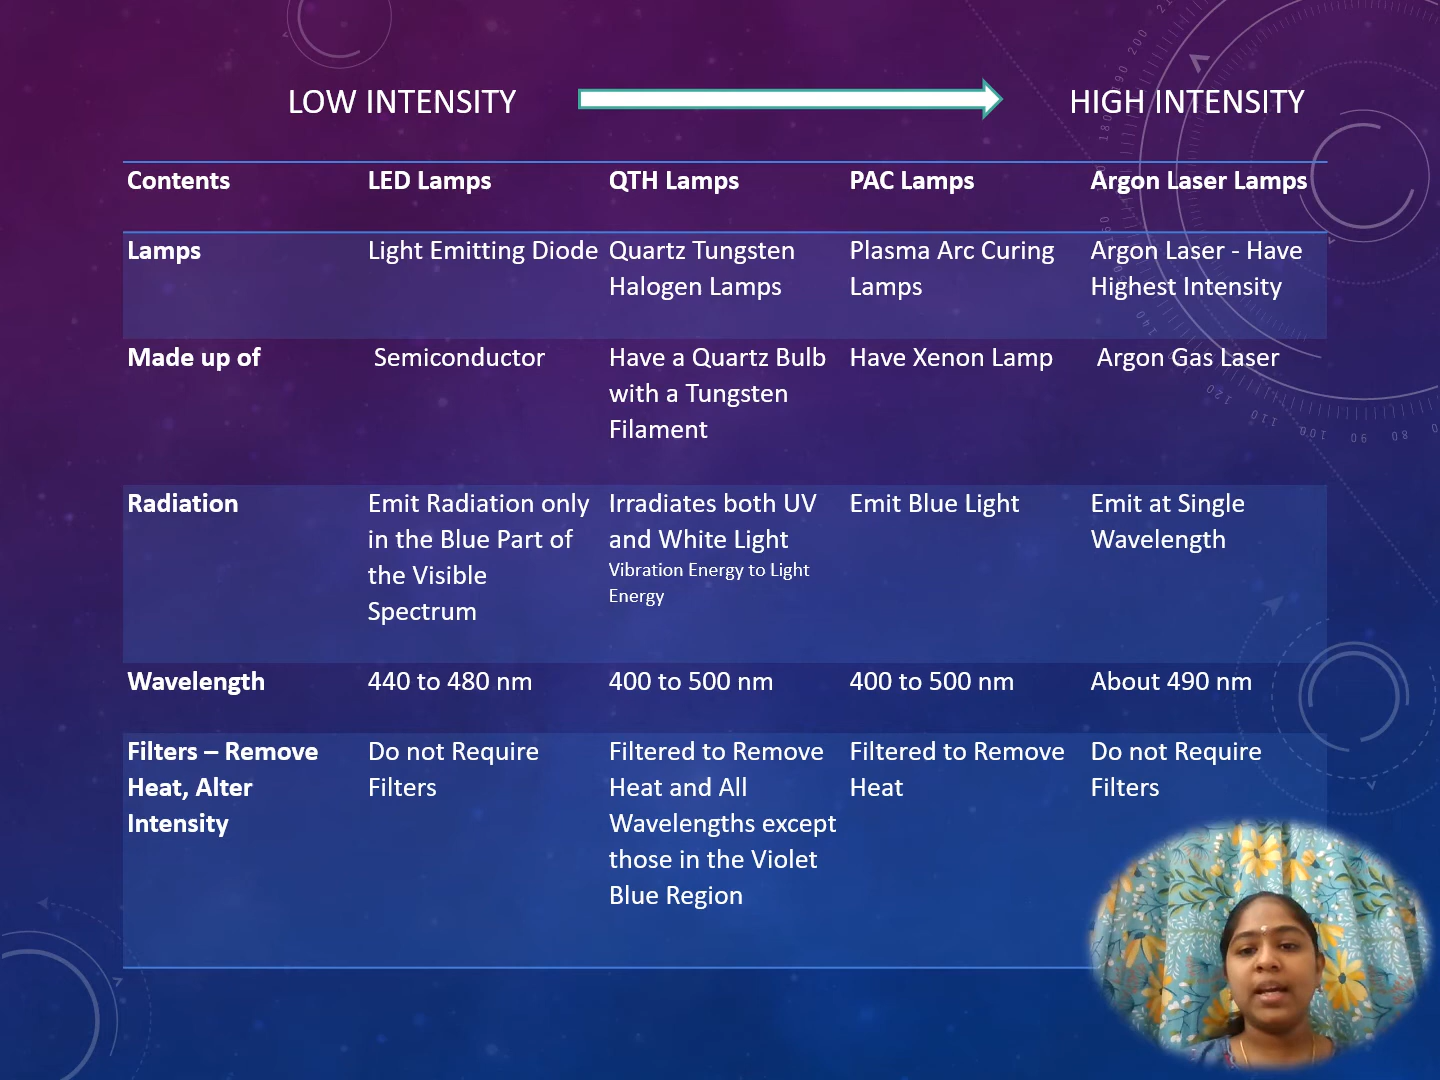 LOW INTENSITY
HIGH INTENSITY
Contents
LED Lamps
QTH Lamps
PAC Lamps
Argon Laser Lamps
Lamps
Light Emitting Diode
Quartz Tungsten
Halogen Lamps
Plasma Arc Curing
Lamps
Argon Laser - Have
Highest Intensity
Made up of
Semiconductor
Have a Quartz Bulb
with a Tungsten
Filament
Have Xenon Lamp
Argon Gas Laser
Radiation
Emit Radiation only
in the Blue Part of
the Visible
Spectrum
Irradiates both UV
and White Light
Vibration Energy to Light
Energy
Emit Blue Light
Emit at Single
Wavelength
Wavelength
440 to 480 nm
400 to 500 nm
400 to 500 nm
About 490 nm
Filters – Remove
Heat, Alter
Intensity
Do not Require
Filters
Filtered to Remove
Heat and All
Wavelengths except
those in the Violet
Blue Region
Filtered to Remove
Heat
Do not Require
Filters